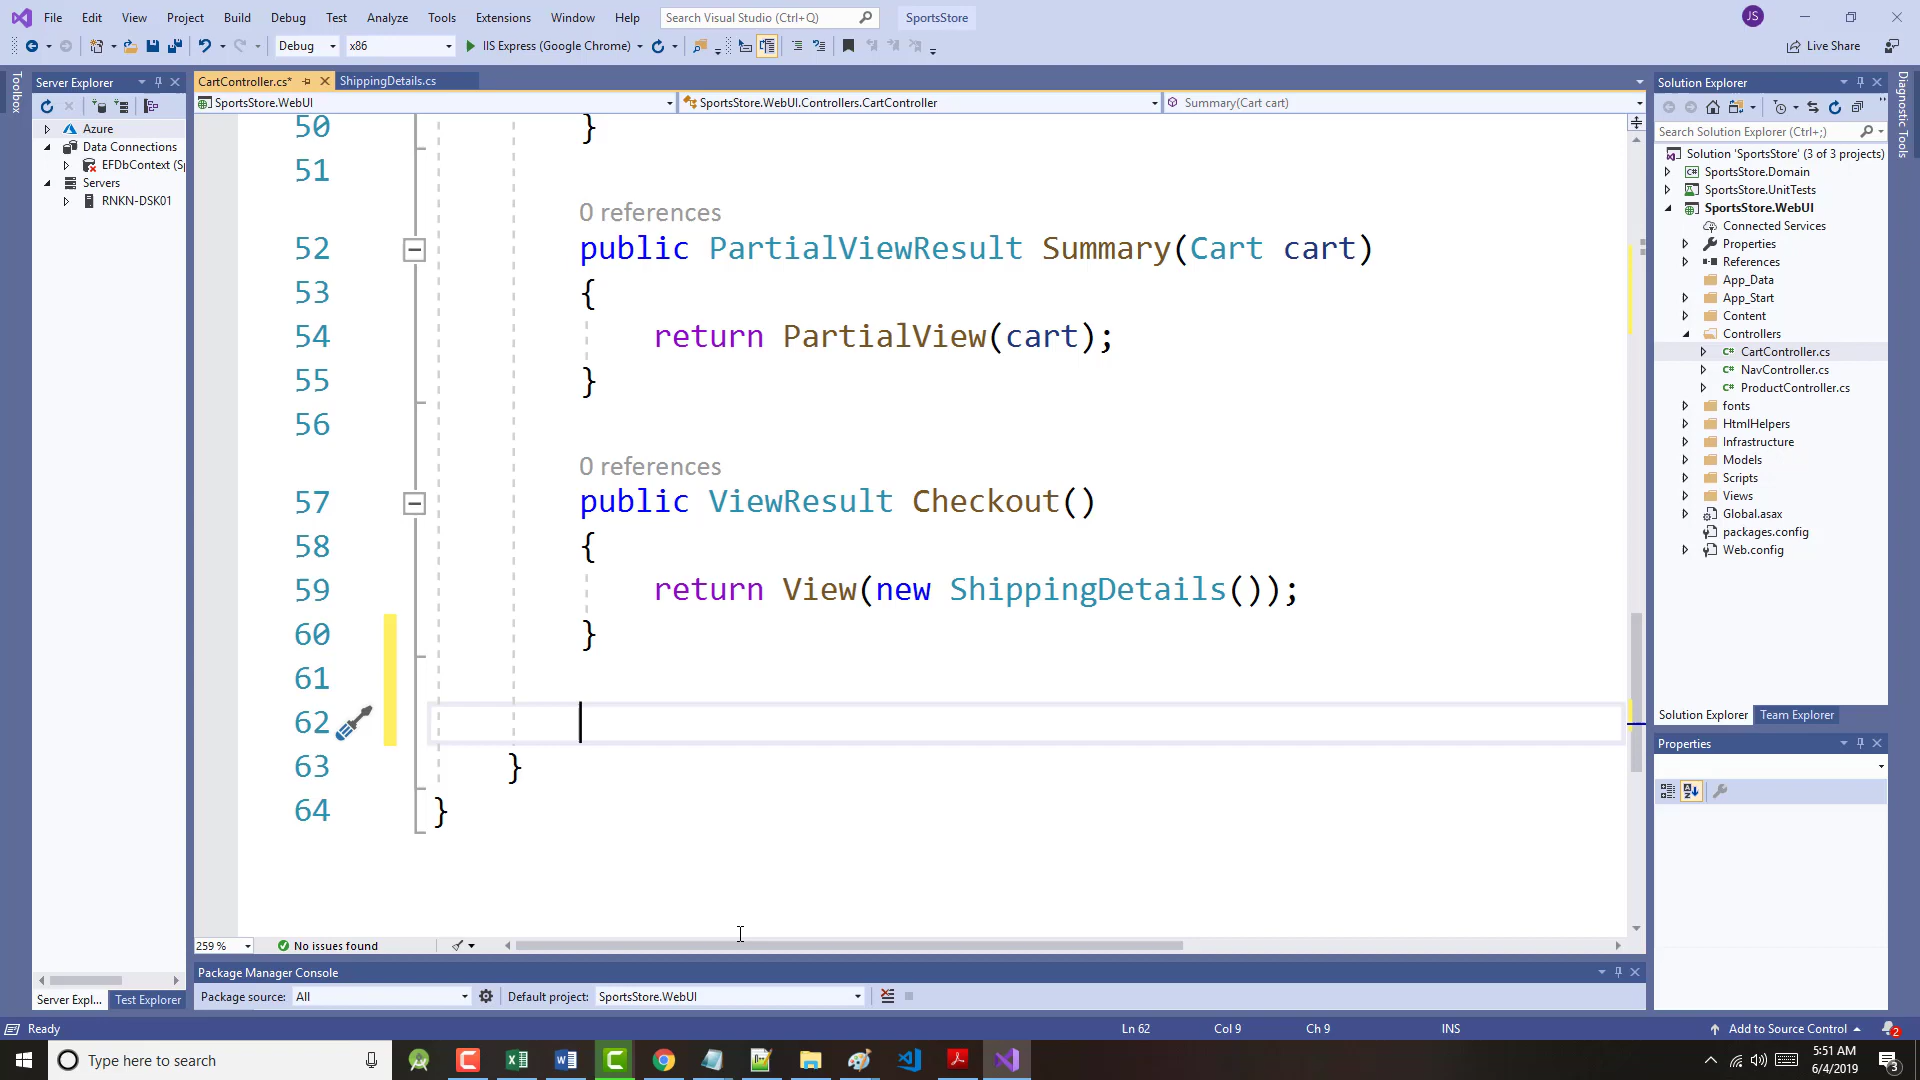 File Edit View Project Build Debug Test Analyze Tools Extensions Window Help Search Visual Studio (Ctrl+Q) SportsStore JS
Debug x86 IIS Express (Google Chrome) Live Share
Toolbox
Server Explorer
Azure
Data Connections
EFDbContext (Sp
Servers
RNKN-DSK01
Server Expl... Test Explorer
CartController.cs* ShippingDetails.cs
SportsStore.WebUI SportsStore.WebUI.Controllers.CartController Summary(Cart cart)
50 }
51
0 references
52 public PartialViewResult Summary(Cart cart)
53 {
54 return PartialView(cart);
55 }
56
0 references
57 public ViewResult Checkout()
58 {
59 return View(new ShippingDetails());
60 }
61
62
63 }
64 }
259 % No issues found
Package Manager Console
Package source: All Default project: SportsStore.WebUI
Solution Explorer
Search Solution Explorer (Ctrl+;)
Solution 'SportsStore' (3 of 3 projects)
SportsStore.Domain
SportsStore.UnitTests
SportsStore.WebUI
Connected Services
Properties
References
App_Data
App_Start
Content
Controllers
CartController.cs
NavController.cs
ProductController.cs
fonts
HtmlHelpers
Infrastructure
Models
Scripts
Views
Global.asax
packages.config
Web.config
Solution Explorer Team Explorer
Properties
Diagnostic Tools
Ready Ln 62 Col 9 Ch 9 INS Add to Source Control 2
Type here to search 5:51 AM
6/4/2019 3